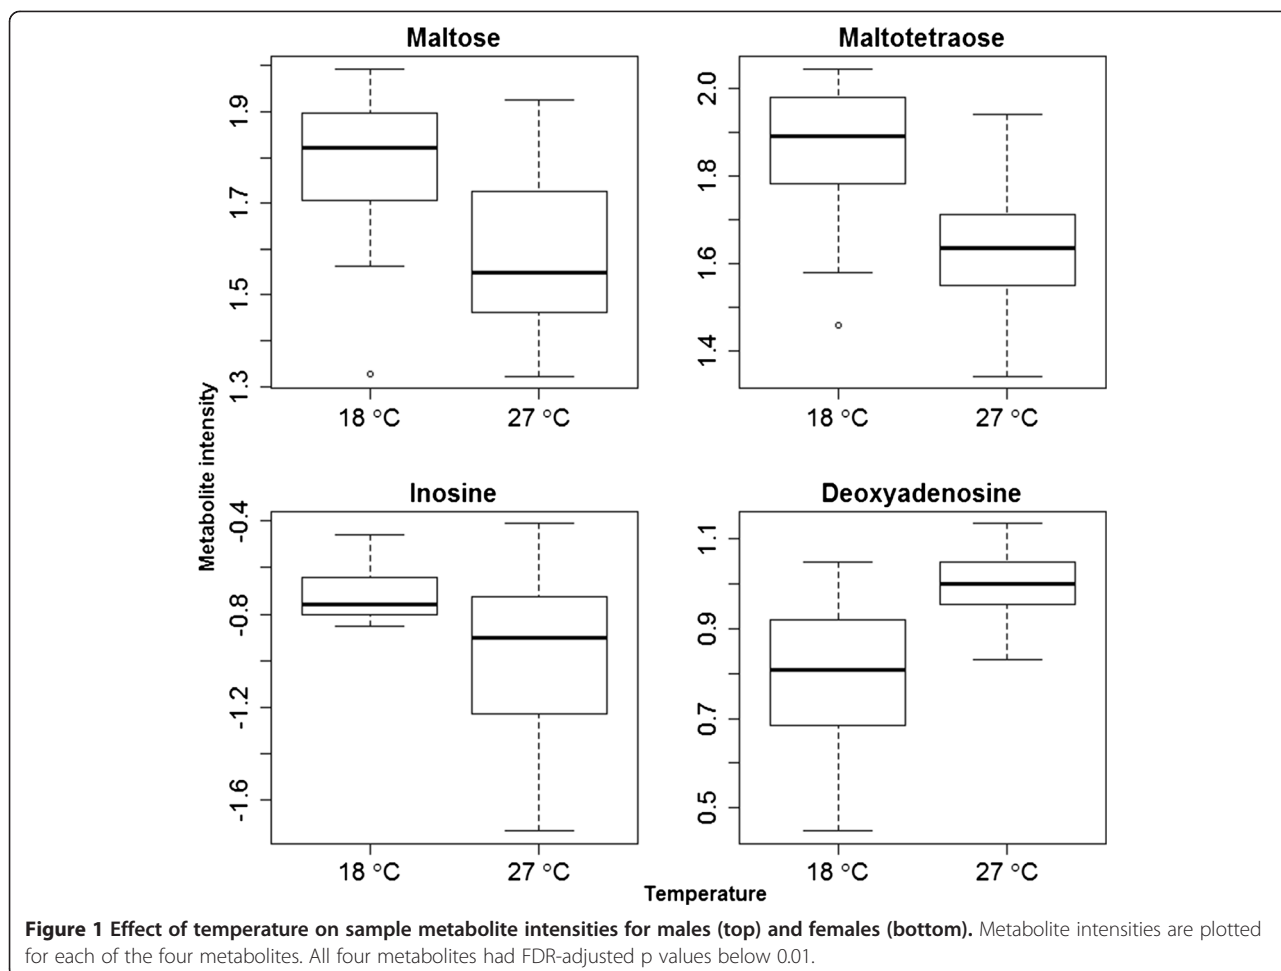 Maltose
Maltotetraose
1.9
1.7
1.5
1.3
18 °C
27 °C
2.0
1.8
1.6
1.4
18 °C
27 °C
Metabolite intensity
Inosine
Deoxyadenosine
-0.4
-0.8
-1.2
-1.6
18 °C
27 °C
1.1
0.9
0.7
0.5
18 °C
27 °C
Temperature
Figure 1 Effect of temperature on sample metabolite intensities for males (top) and females (bottom). Metabolite intensities are plotted
for each of the four metabolites. All four metabolites had FDR-adjusted p values below 0.01.